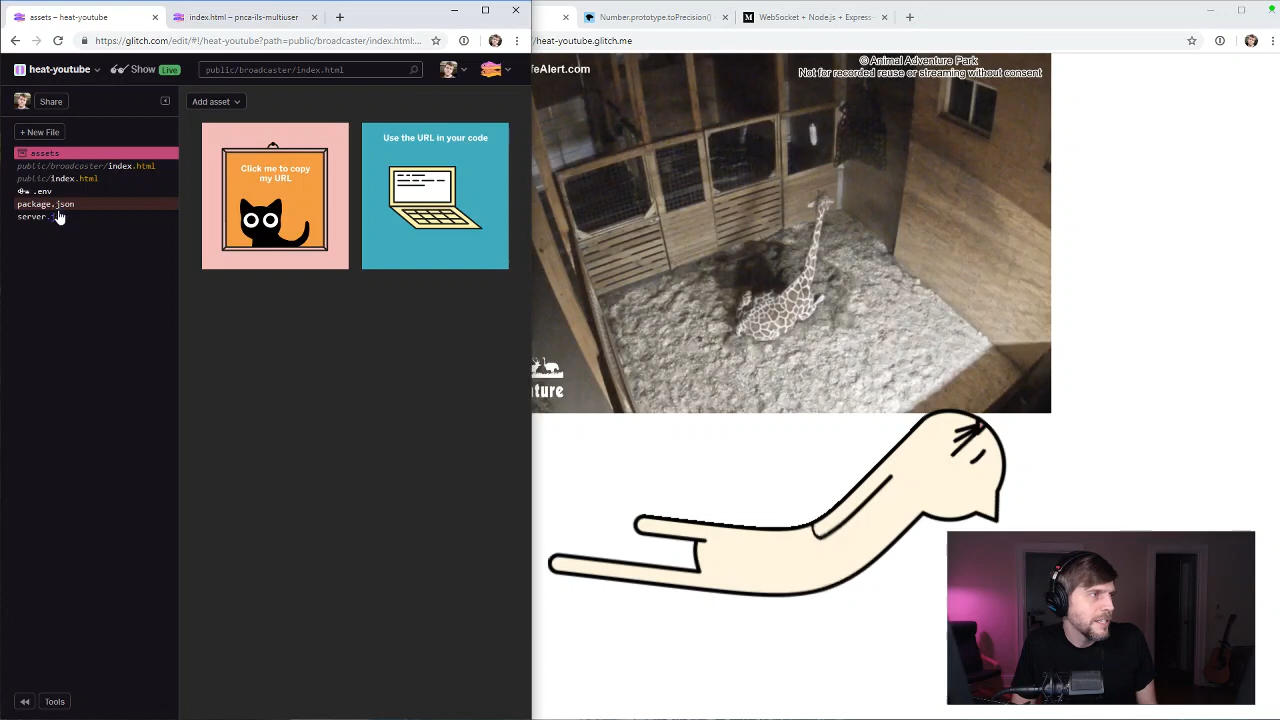 assets – heat-youtube
index.html – pnca-ils-multiuser
Number.prototype.toPrecision()
WebSocket + Node.js + Express
https://glitch.com/edit/#!/heat-youtube?path=public/broadcaster/index.html:...
/heat-youtube.glitch.me
heat-youtube
Show
Live
public/broadcaster/index.html
feAlert.com
© Animal Adventure Park
Not for recorded reuse or streaming without consent
Share
Add asset
+ New File
assets
public/broadcaster/index.html
public/index.html
.env
package.json
server.
Click me to copy
my URL
Use the URL in your code
nture
Tools